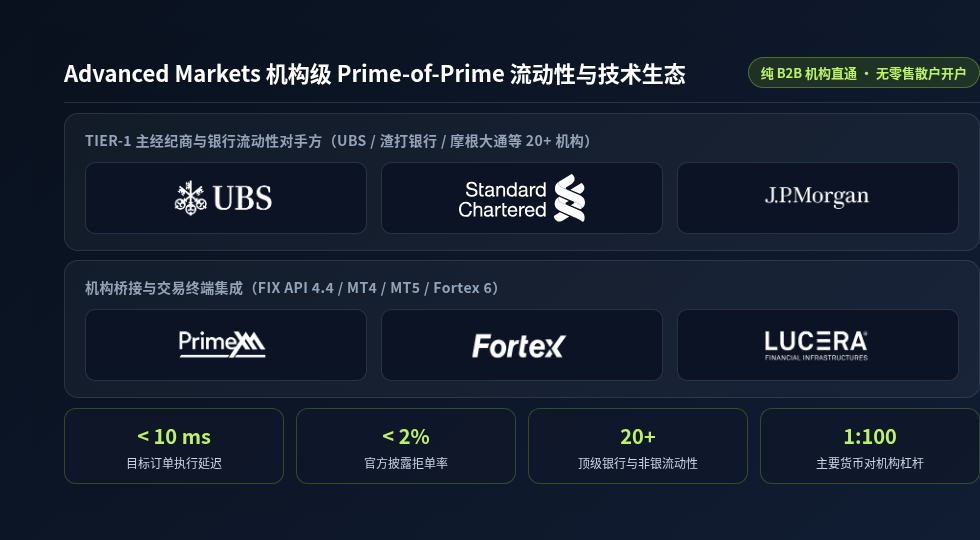 Advanced Markets 机构级 Prime-of-Prime 流动性与技术生态
纯 B2B 机构直通 · 无零售散户开户
TIER-1 主经纪商与银行流动性对手方（UBS / 渣打银行 / 摩根大通等 20+ 机构）
UBS
Standard
Chartered
J.P.Morgan
机构桥接与交易终端集成（FIX API 4.4 / MT4 / MT5 / Fortex 6）
PrimeXM
Fortex
LUCERA
FINANCIAL INFRASTRUCTURES
< 10 ms
目标订单执行延迟
< 2%
官方披露拒单率
20+
顶级银行与非银流动性
1:100
主要货币对机构杠杆